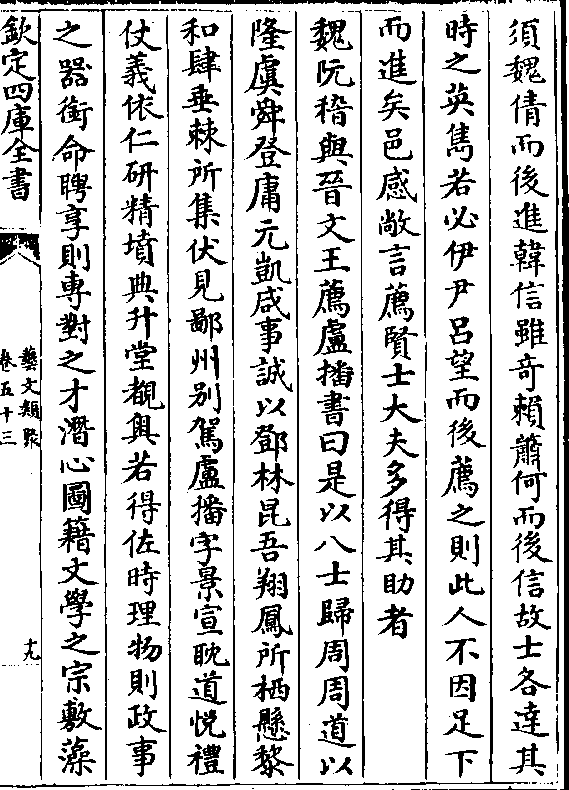 須魏倩而後進韓信雖奇賴蕭何而後信故士各達其
時之英雋若必伊尹呂望而後薦之則此人不因足下
而進矣邑感敞言薦賢士大夫多得其助者
魏阮稽與晉文王薦盧播書曰是以八士歸周周道以
隆虞舜登庸元凱咸事誠以鄧林昆吾翔鳳所栖懸黎
和肆垂棘所集伏見鄙州别駕盧播字景宣耽道悅禮
仗義依仁研精墳典升堂覩奥若得佐時理物則政事
之器銜命聘享則專對之才潛心圖籍文學之宗敷藻
欽定四庫全書
藝文類聚
卷五十三
十九